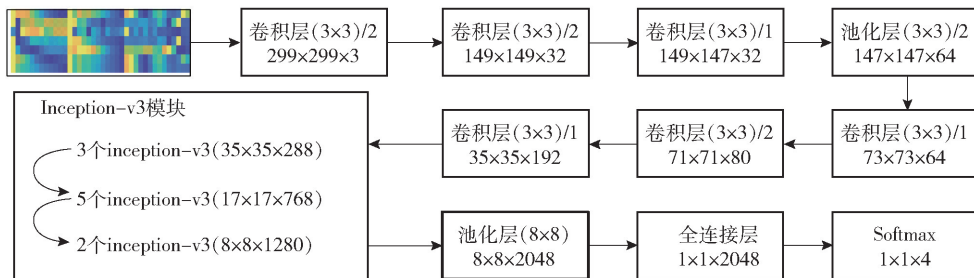 卷积层(3×3)/2
299×299×3
卷积层(3×3)/2
149×149×32
卷积层(3×3)/1
149×147×32
池化层(3×3)/2
147×147×64
卷积层(3×3)/1
73×73×64
卷积层(3×3)/2
71×71×80
卷积层(3×3)/1
35×35×192
Inception-v3模块
3个inception-v3(35×35×288)
5个inception-v3(17×17×768)
2个inception-v3(8×8×1280)
池化层(8×8)
8×8×2048
全连接层
1×1×2048
Softmax
1×1×4